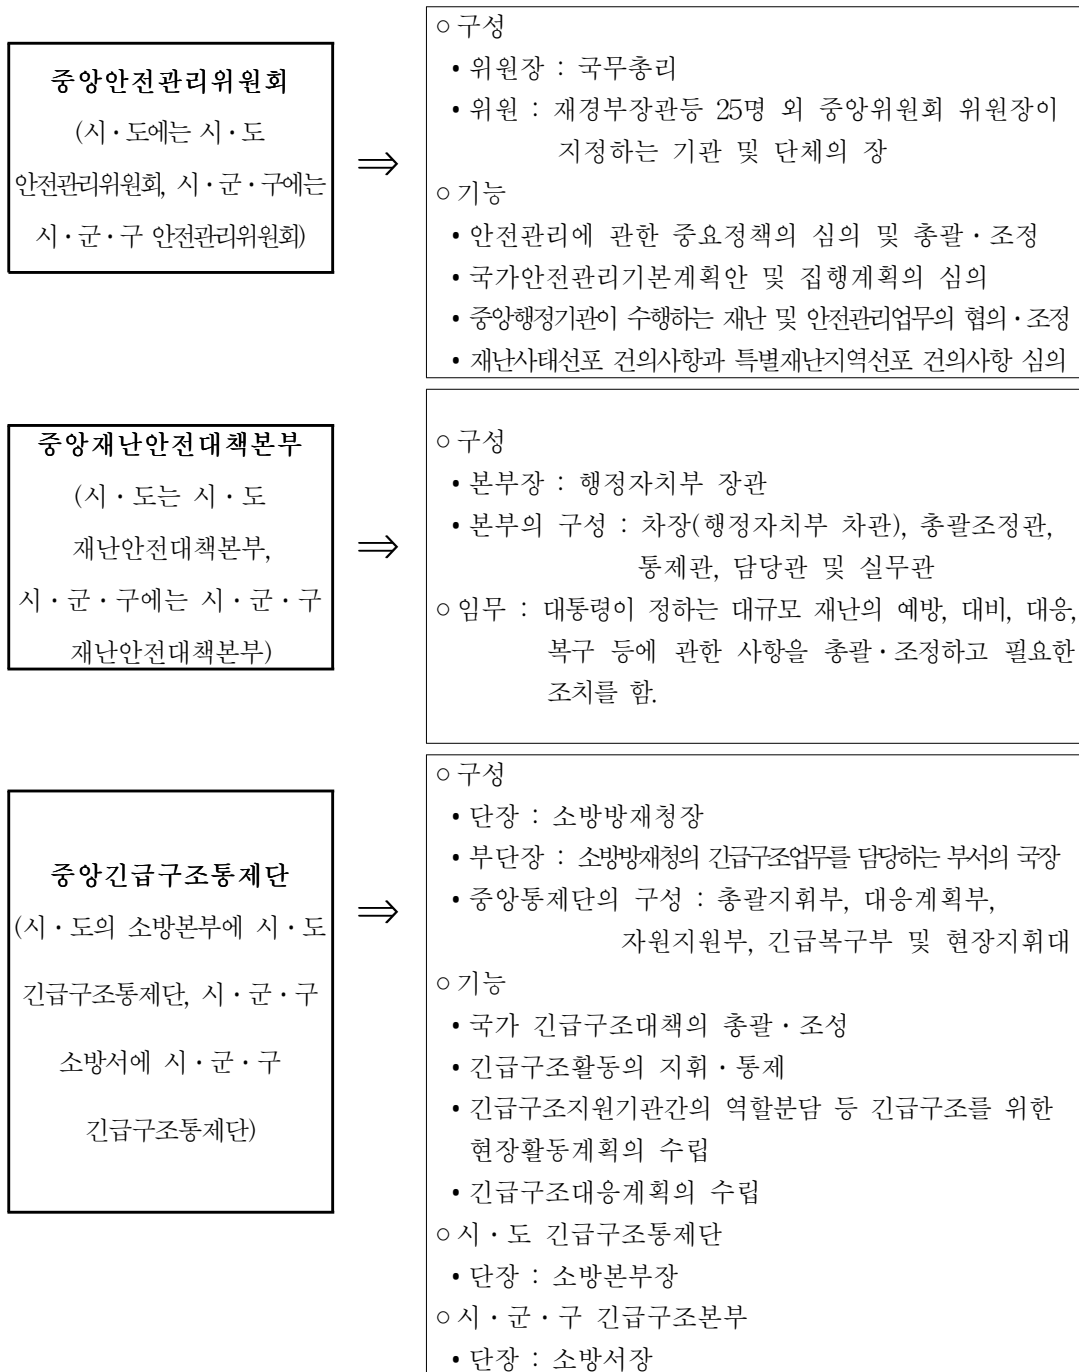 중앙안전관리위원회
(시·도에는 시·도
안전관리위원회, 시·군·구에는
시·군·구 안전관리위원회)
⇒
○ 구성
• 위원장 : 국무총리
• 위원 : 재경부장관등 25명 외 중앙위원회 위원장이
지정하는 기관 및 단체의 장
○ 기능
• 안전관리에 관한 중요정책의 심의 및 총괄·조정
• 국가안전관리기본계획안 및 집행계획의 심의
• 중앙행정기관이 수행하는 재난 및 안전관리업무의 협의·조정
• 재난사태선포 건의사항과 특별재난지역선포 건의사항 심의
중앙재난안전대책본부
(시·도는 시·도
재난안전대책본부,
시·군·구에는 시·군·구
재난안전대책본부)
⇒
○ 구성
• 본부장 : 행정자치부 장관
• 본부의 구성 : 차장(행정자치부 차관), 총괄조정관,
통제관, 담당관 및 실무관
○ 임무 : 대통령이 정하는 대규모 재난의 예방, 대비, 대응,
복구 등에 관한 사항을 총괄·조정하고 필요한
조치를 함.
중앙긴급구조통제단
(시·도의 소방본부에 시·도
긴급구조통제단, 시·군·구
소방서에 시·군·구
긴급구조통제단)
⇒
○ 구성
• 단장 : 소방방재청장
• 부단장 : 소방방재청의 긴급구조업무를 담당하는 부서의 국장
• 중앙통제단의 구성 : 총괄지휘부, 대응계획부,
자원지원부, 긴급복구부 및 현장지휘대
○ 기능
• 국가 긴급구조대책의 총괄·조성
• 긴급구조활동의 지휘·통제
• 긴급구조지원기관간의 역할분담 등 긴급구조를 위한
현장활동계획의 수립
• 긴급구조대응계획의 수립
○ 시·도 긴급구조통제단
• 단장 : 소방본부장
○ 시·군·구 긴급구조본부
• 단장 : 소방서장